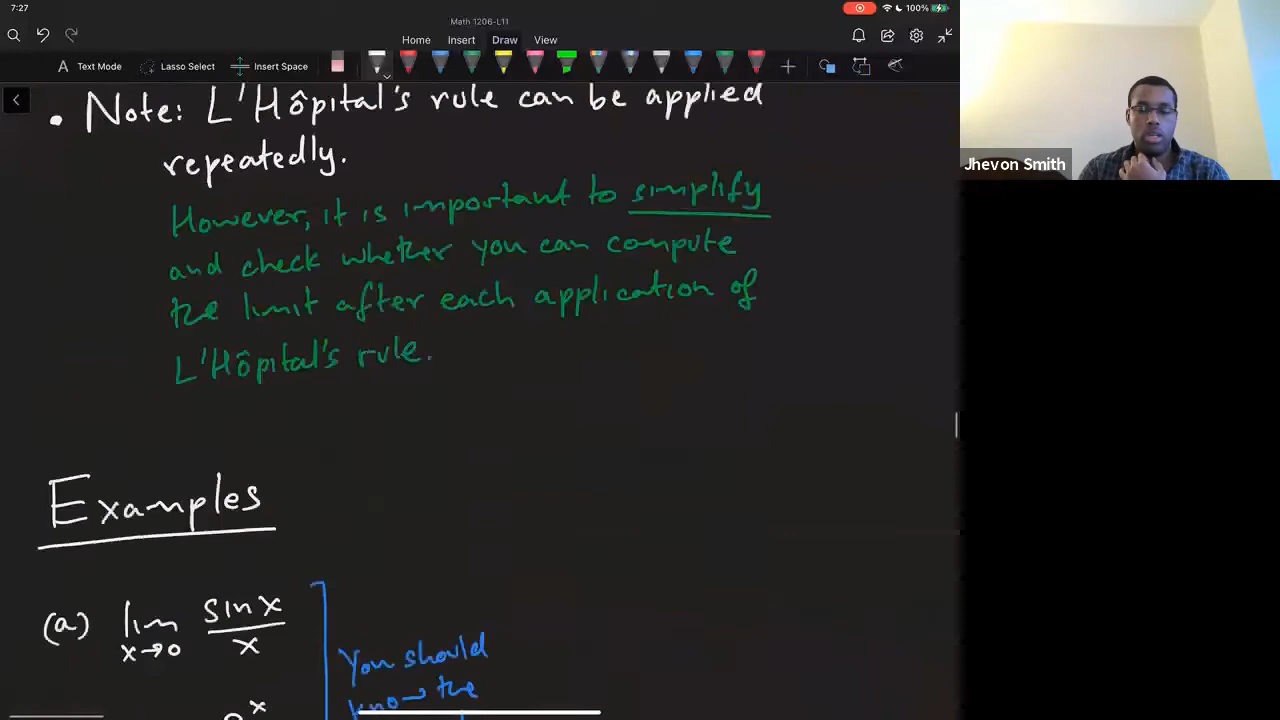 7:27
100%
Math 1206-L11
Home Insert Draw View
Text Mode Lasso Select Insert Space
• Note: L'Hôpital's rule can be applied
repeatedly.
However, it is important to simplify
and check whether you can compute
the limit after each application of
L'Hôpital's rule.
Examples
(a) lim x→0 sin x / x
You should
know the
Jhevon Smith